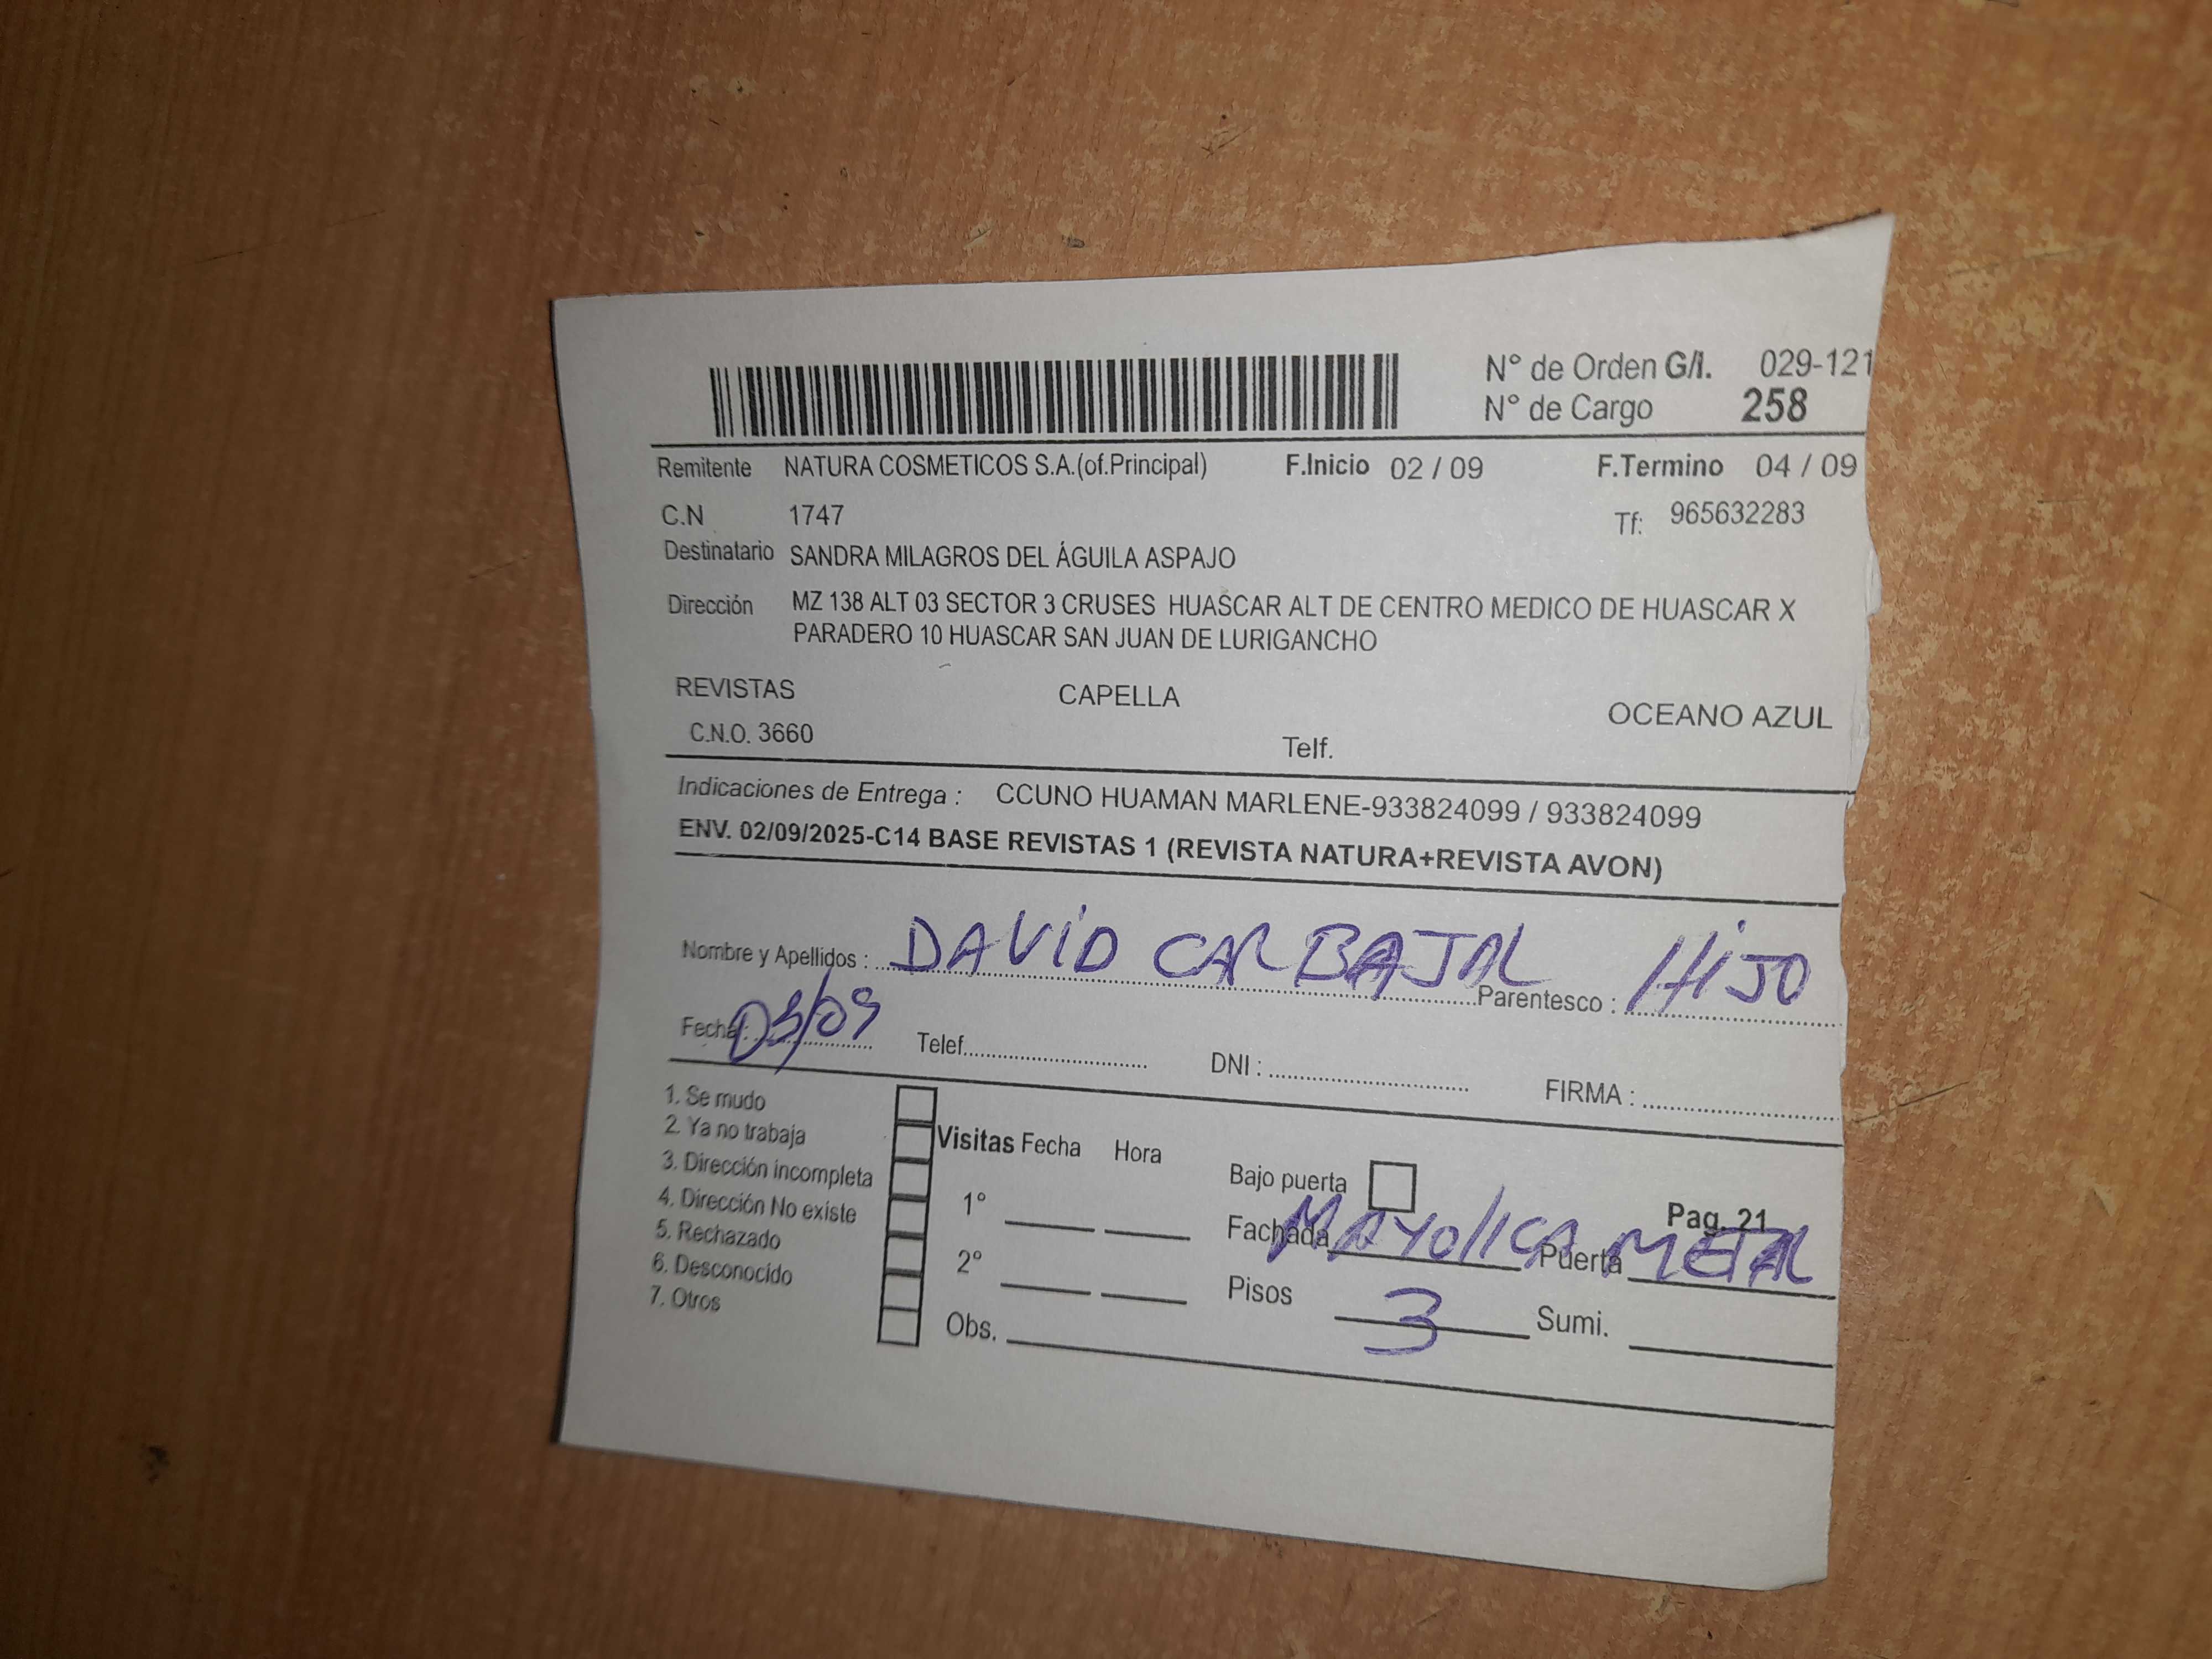 N° de Orden G/I. 029-121
N° de Cargo 258
Remitente NATURA COSMETICOS S.A.(of.Principal) F.Inicio 02 / 09 F.Termino 04 / 09
C.N 1747 Tf: 965632283
Destinatario SANDRA MILAGROS DEL ÁGUILA ASPAJO
Dirección MZ 138 ALT 03 SECTOR 3 CRUSES HUASCAR ALT DE CENTRO MEDICO DE HUASCAR X
PARADERO 10 HUASCAR SAN JUAN DE LURIGANCHO
REVISTAS CAPELLA OCEANO AZUL
C.N.O. 3660 Telf.
Indicaciones de Entrega : CCUNO HUAMAN MARLENE-933824099 / 933824099
ENV. 02/09/2025-C14 BASE REVISTAS 1 (REVISTA NATURA+REVISTA AVON)
Nombre y Apellidos : DAVID CARBAJAL Parentesco : HIJO
Fecha : 03/09 Telef. DNI : FIRMA :
1. Se mudo
2. Ya no trabaja Visitas Fecha Hora
3. Dirección incompleta Bajo puerta
4. Dirección No existe 1° Pag. 21
5. Rechazado Fachada MAYOLICA Puerta METAL
6. Desconocido 2° Pisos 3 Sumi.
7. Otros Obs.